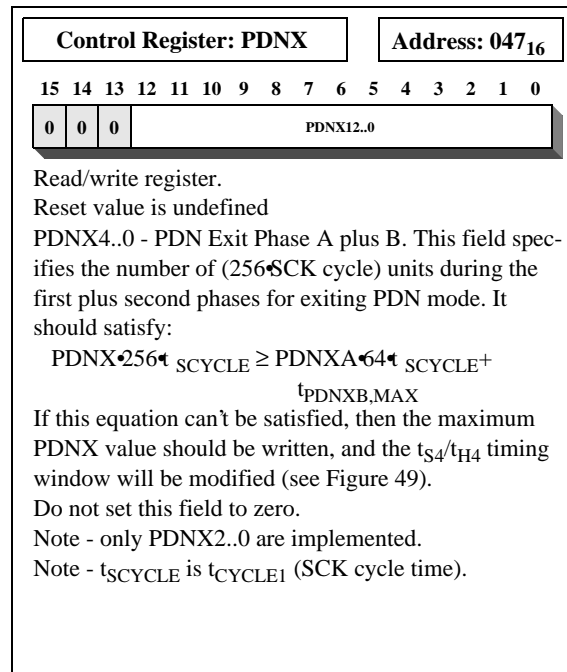 Control Register: PDNX
Address: 047₁₆
15 14 13 12 11 10 9 8 7 6 5 4 3 2 1 0
0 0 0 PDNX12..0
Read/write register.
Reset value is undefined
PDNX4..0 - PDN Exit Phase A plus B. This field spec-
ifies the number of (256•SCK cycle) units during the
first plus second phases for exiting PDN mode. It
should satisfy:
PDNX•256•t SCYCLE ≥ PDNXA•64•t SCYCLE+
tPDNXB,MAX
If this equation can't be satisfied, then the maximum
PDNX value should be written, and the tS4/tH4 timing
window will be modified (see Figure 49).
Do not set this field to zero.
Note - only PDNX2..0 are implemented.
Note - tSCYCLE is tCYCLE1 (SCK cycle time).